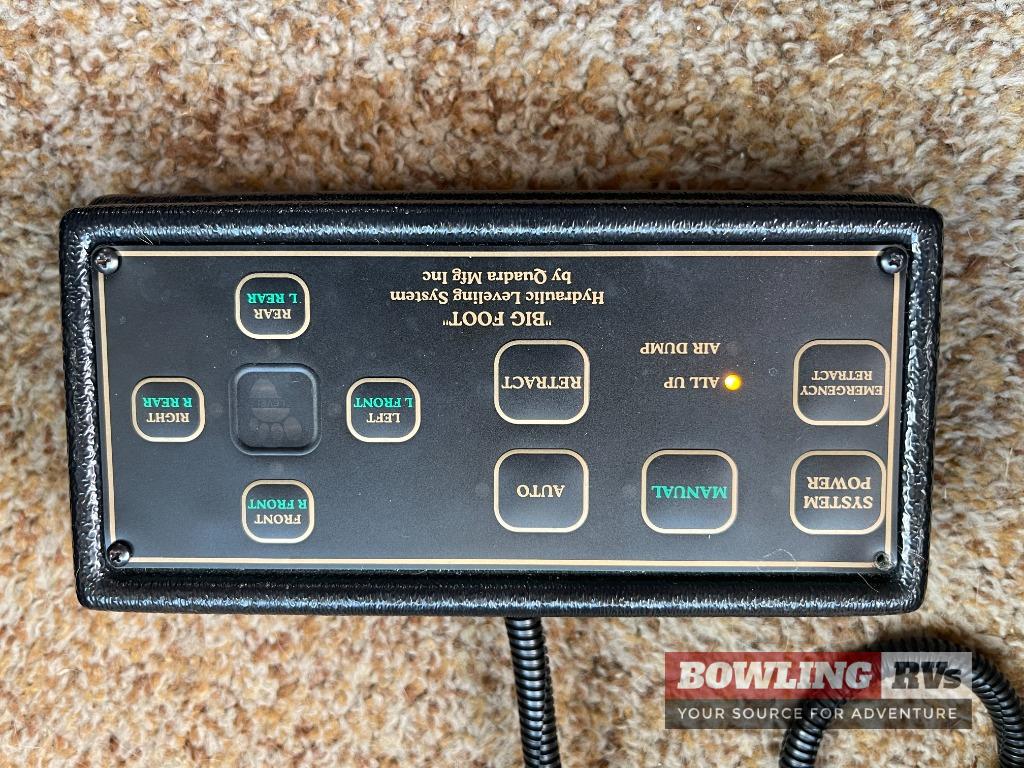 SYSTEM
POWER
MANUAL
AUTO
FRONT
R FRONT
EMERGENCY
RETRACT
ALL UP
AIR DUMP
RETRACT
LEFT
L FRONT
RIGHT
R REAR
REAR
L REAR
"BIG FOOT"
Hydraulic Leveling System
by Quadra Mfg Inc
BOWLING RVs
YOUR SOURCE FOR ADVENTURE